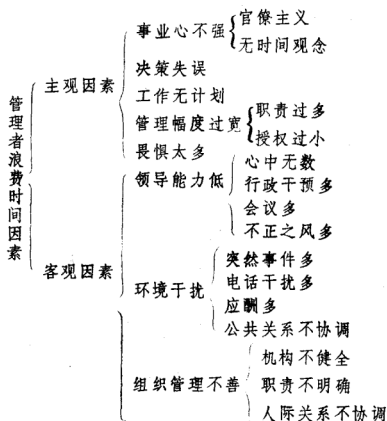 管理者浪费时间因素
主观因素
事业心不强
官僚主义
无时间观念
决策失误
工作无计划
管理幅度过宽
职责过多
授权过小
畏惧太多
领导能力低
心中无数
行政干预多
客观因素
会议多
不正之风多
环境干扰
突然事件多
电话干扰多
应酬多
公共关系不协调
组织管理不善
机构不健全
职责不明确
人际关系不协调